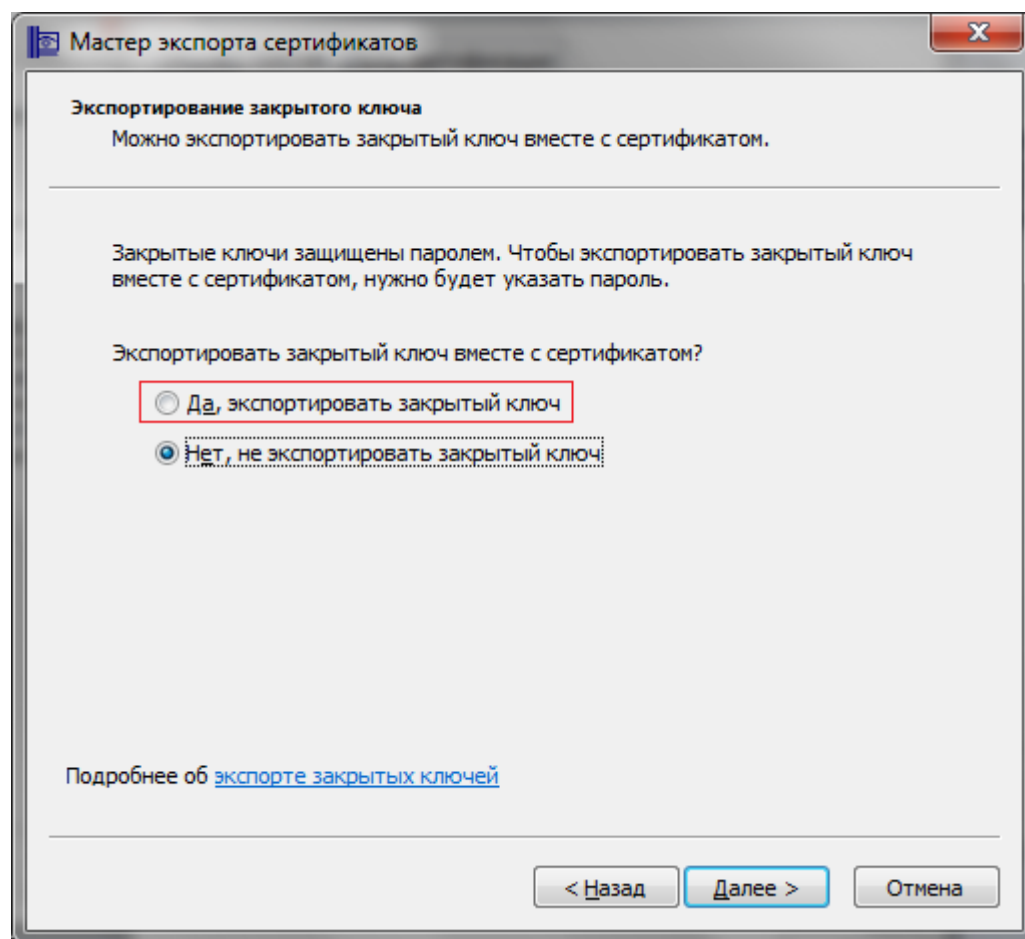 Мастер экспорта сертификатов
Экспортирование закрытого ключа
Можно экспортировать закрытый ключ вместе с сертификатом.
Закрытые ключи защищены паролем. Чтобы экспортировать закрытый ключ
вместе с сертификатом, нужно будет указать пароль.
Экспортировать закрытый ключ вместе с сертификатом?
Да, экспортировать закрытый ключ
Нет, не экспортировать закрытый ключ
Подробнее об экспорте закрытых ключей
< Назад Далее > Отмена